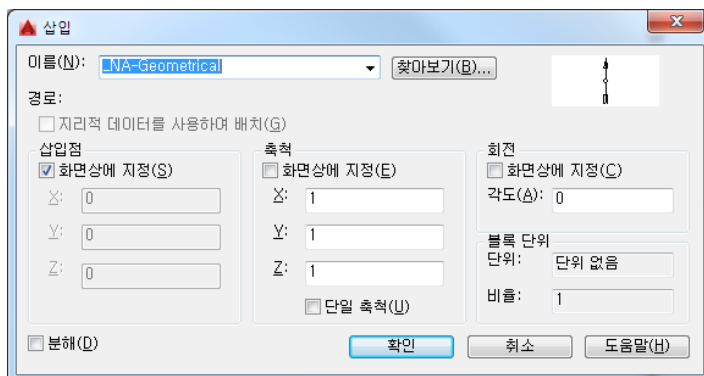 삽입
이름(N): _NA-Geometrical 찾아보기(B)...
경로:
지리적 데이터를 사용하여 배치(G)
삽입점 축척 회전
화면상에 지정(S) 화면상에 지정(E) 화면상에 지정(C)
X: 0 X: 1 각도(A): 0
Y: 0 Y: 1 블록 단위
단위: 단위 없음
Z: 0 Z: 1
비율: 1
단일 축척(U)
분해(D) 확인 취소 도움말(H)